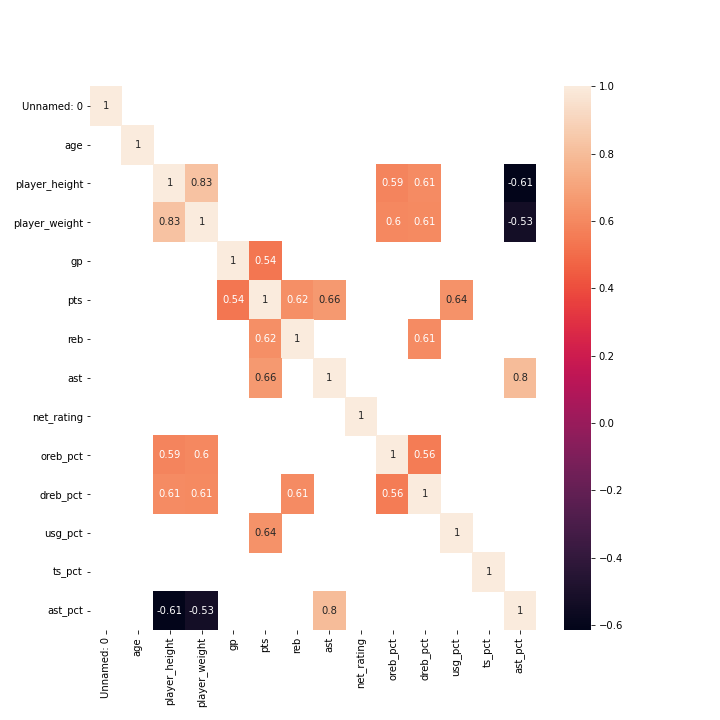 Unnamed: 0 1
age 1
player_height 1 0.83 0.59 0.61 -0.61
player_weight 0.83 1 0.6 0.61 -0.53
gp 1 0.54
pts 0.54 1 0.62 0.66 0.64
reb 0.62 1 0.61
ast 0.66 1 0.8
net_rating 1
oreb_pct 0.59 0.6 1 0.56
dreb_pct 0.61 0.61 0.61 0.56 1
usg_pct 0.64 1
ts_pct 1
ast_pct -0.61 -0.53 0.8 1
Unnamed: 0
age
player_height
player_weight
gp
pts
reb
ast
net_rating
oreb_pct
dreb_pct
usg_pct
ts_pct
ast_pct
1.0
0.8
0.6
0.4
0.2
0.0
−0.2
−0.4
−0.6